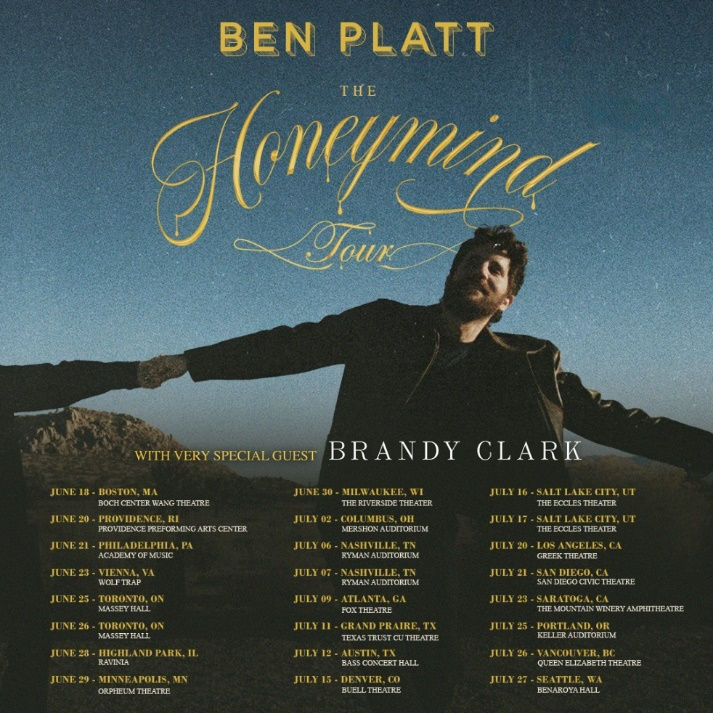 BEN PLATT
THE
Honeymind
Tour
WITH VERY SPECIAL GUEST BRANDY CLARK
JUNE 18 - BOSTON, MA
BOCH CENTER WANG THEATRE
JUNE 20 - PROVIDENCE, RI
PROVIDENCE PREFORMING ARTS CENTER
JUNE 21 - PHILADELPHIA, PA
ACADEMY OF MUSIC
JUNE 23 - VIENNA, VA
WOLF TRAP
JUNE 25 - TORONTO, ON
MASSEY HALL
JUNE 26 - TORONTO, ON
MASSEY HALL
JUNE 28 - HIGHLAND PARK, IL
RAVINIA
JUNE 29 - MINNEAPOLIS, MN
ORPHEUM THEATRE
JUNE 30 - MILWAUKEE, WI
THE RIVERSIDE THEATER
JULY 02 - COLUMBUS, OH
MERSHON AUDITORIUM
JULY 06 - NASHVILLE, TN
RYMAN AUDITORIUM
JULY 07 - NASHVILLE, TN
RYMAN AUDITORIUM
JULY 09 - ATLANTA, GA
FOX THEATRE
JULY 11 - GRAND PRAIRE, TX
TEXAS TRUST CU THEATRE
JULY 12 - AUSTIN, TX
BASS CONCERT HALL
JULY 15 - DENVER, CO
BUELL THEATRE
JULY 16 - SALT LAKE CITY, UT
THE ECCLES THEATER
JULY 17 - SALT LAKE CITY, UT
THE ECCLES THEATER
JULY 20 - LOS ANGELES, CA
GREEK THEATRE
JULY 21 - SAN DIEGO, CA
SAN DIEGO CIVIC THEATRE
JULY 23 - SARATOGA, CA
THE MOUNTAIN WINERY AMPHITHEATRE
JULY 25 - PORTLAND, OR
KELLER AUDITORIUM
JULY 26 - VANCOUVER, BC
QUEEN ELIZABETH THEATRE
JULY 27 - SEATTLE, WA
BENAROYA HALL